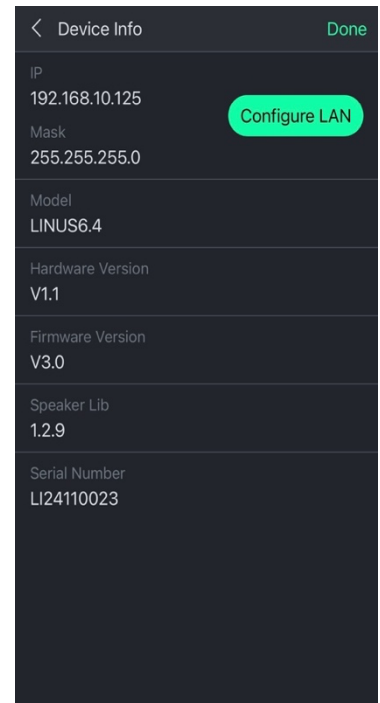 Device Info
Done
IP
192.168.10.125
Configure LAN
Mask
255.255.255.0
Model
LINUS6.4
Hardware Version
V1.1
Firmware Version
V3.0
Speaker Lib
1.2.9
Serial Number
LI24110023